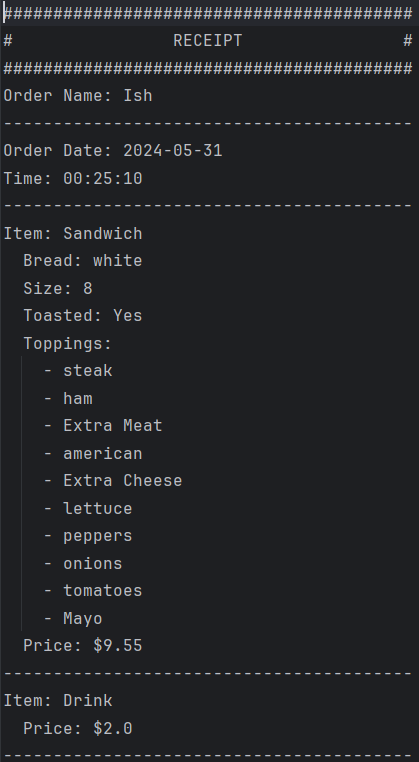 #########################################
#                RECEIPT                #
#########################################
Order Name: Ish
-----------------------------------------
Order Date: 2024-05-31
Time: 00:25:10
-----------------------------------------
Item: Sandwich
  Bread: white
  Size: 8
  Toasted: Yes
  Toppings:
    - steak
    - ham
    - Extra Meat
    - american
    - Extra Cheese
    - lettuce
    - peppers
    - onions
    - tomatoes
    - Mayo
  Price: $9.55
-----------------------------------------
Item: Drink
  Price: $2.0
-----------------------------------------